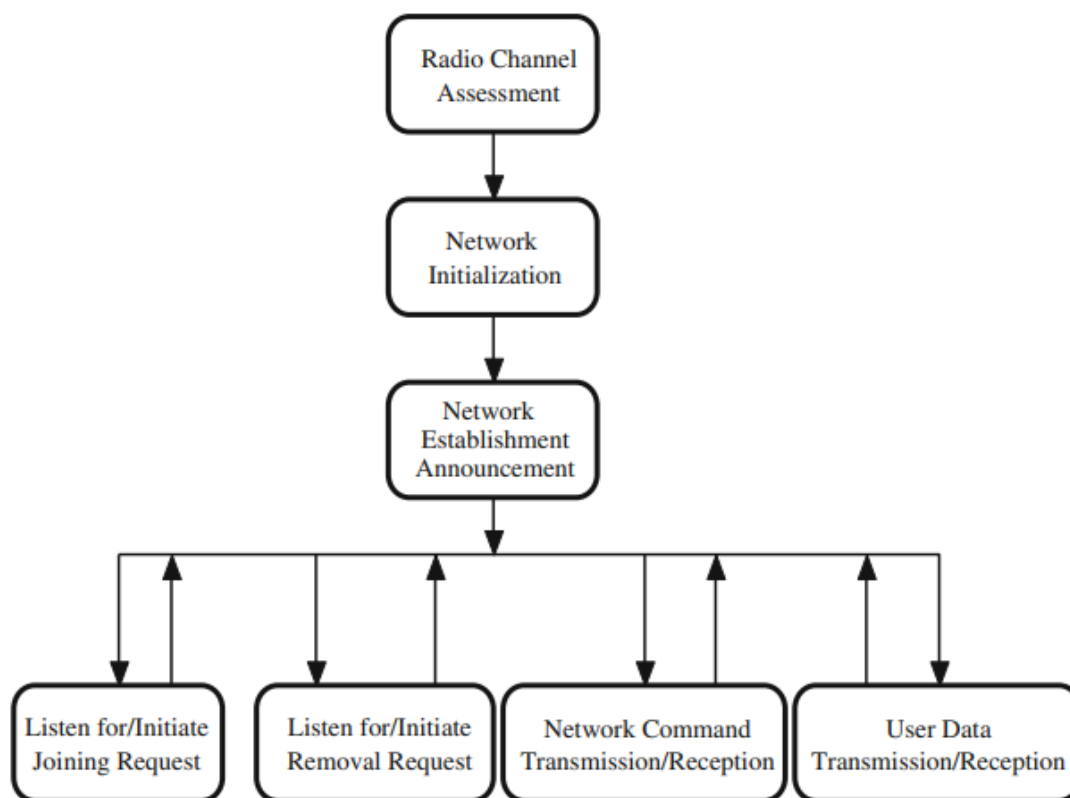 Radio Channel
Assessment
Network
Initialization
Network
Establishment
Announcement
Listen for/Initiate
Joining Request
Listen for/Initiate
Removal Request
Network Command
Transmission/Reception
User Data
Transmission/Reception